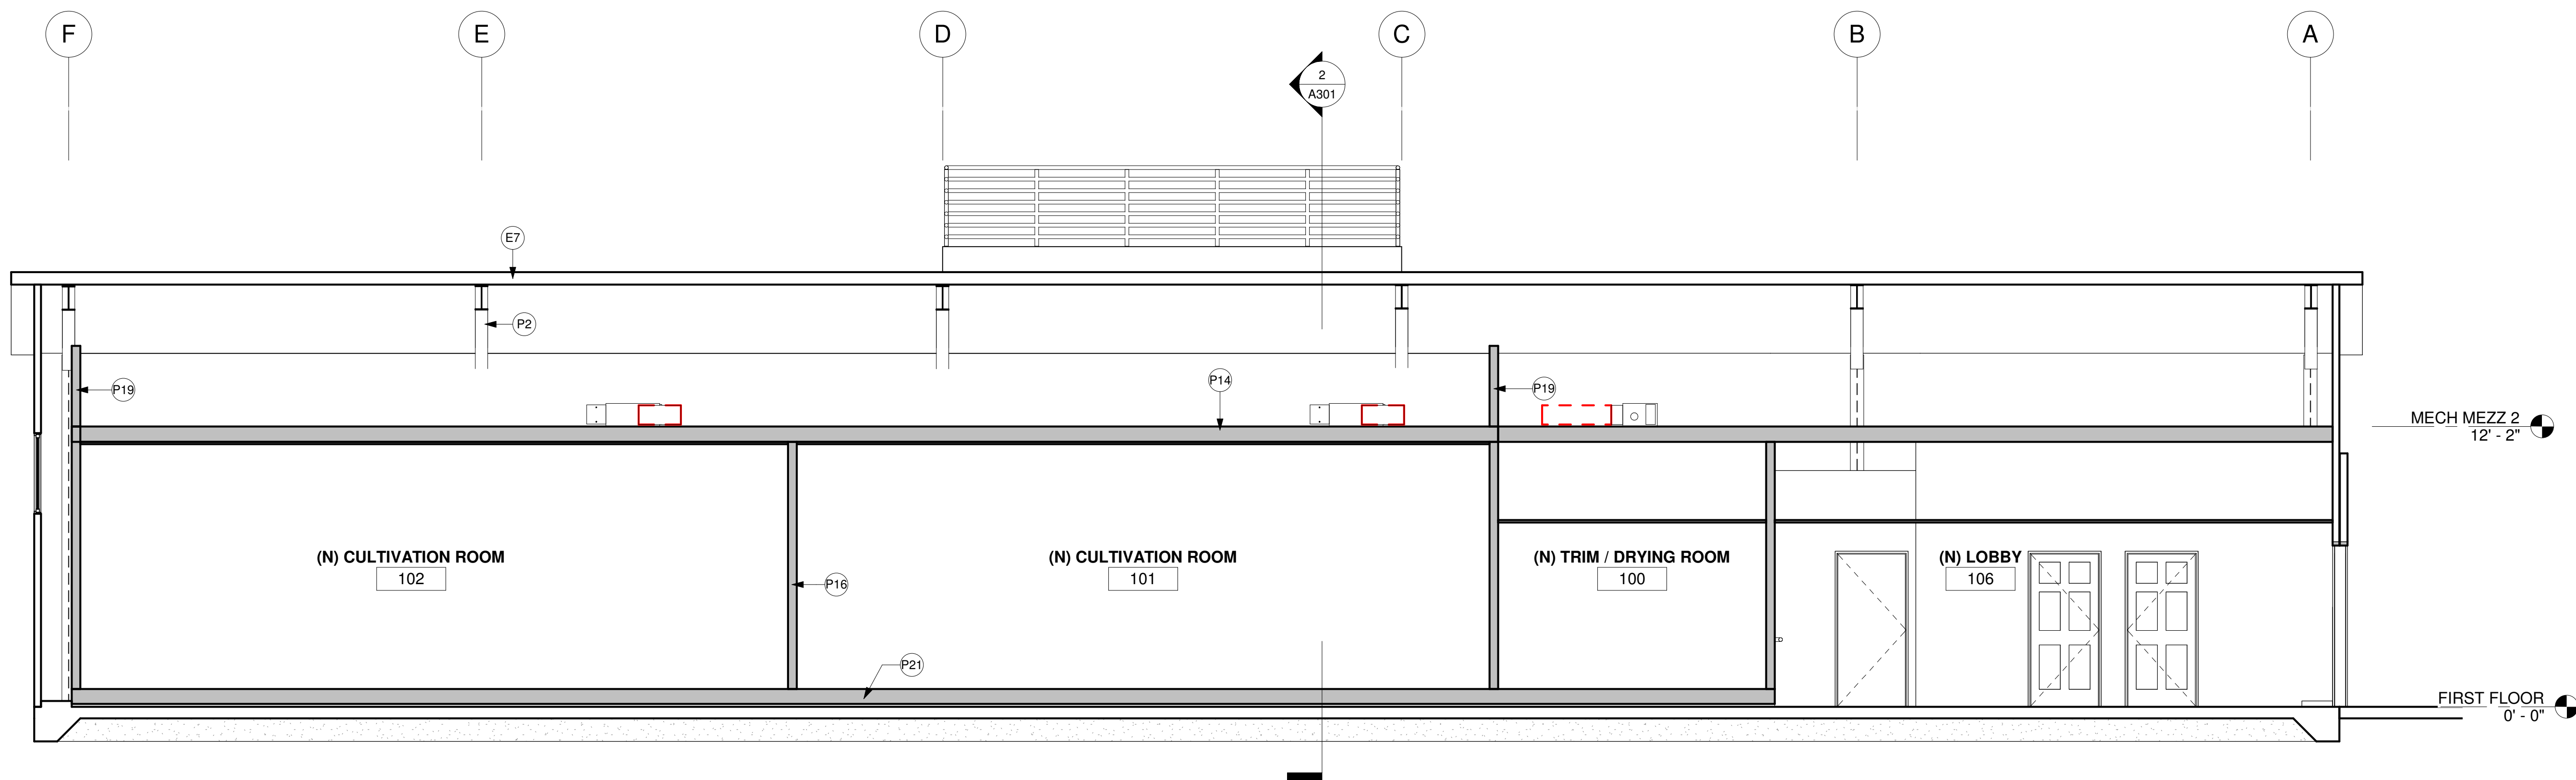 F
E
D
C
B
A
2
A301
E7
P2
P19
P14
P19
MECH MEZZ 2
12' - 2"
(N) CULTIVATION ROOM
102
(N) CULTIVATION ROOM
101
(N) TRIM / DRYING ROOM
100
(N) LOBBY
106
P16
P21
FIRST FLOOR
0' - 0"